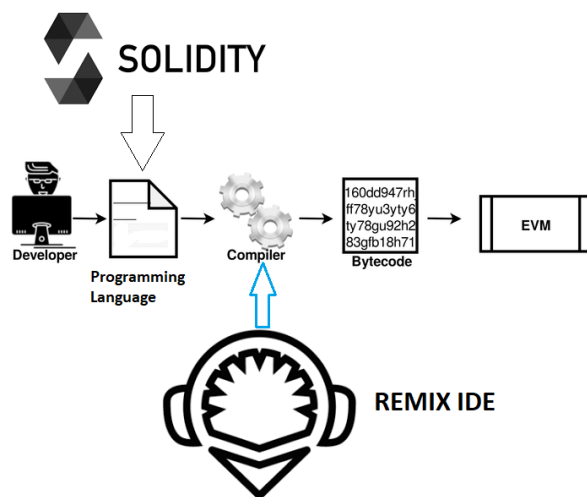 SOLIDITY
Developer
Programming
Language
Compiler
160dd947rh
ff78yu3yty6
ty78gu92h2
83gfb18h71
Bytecode
EVM
REMIX IDE